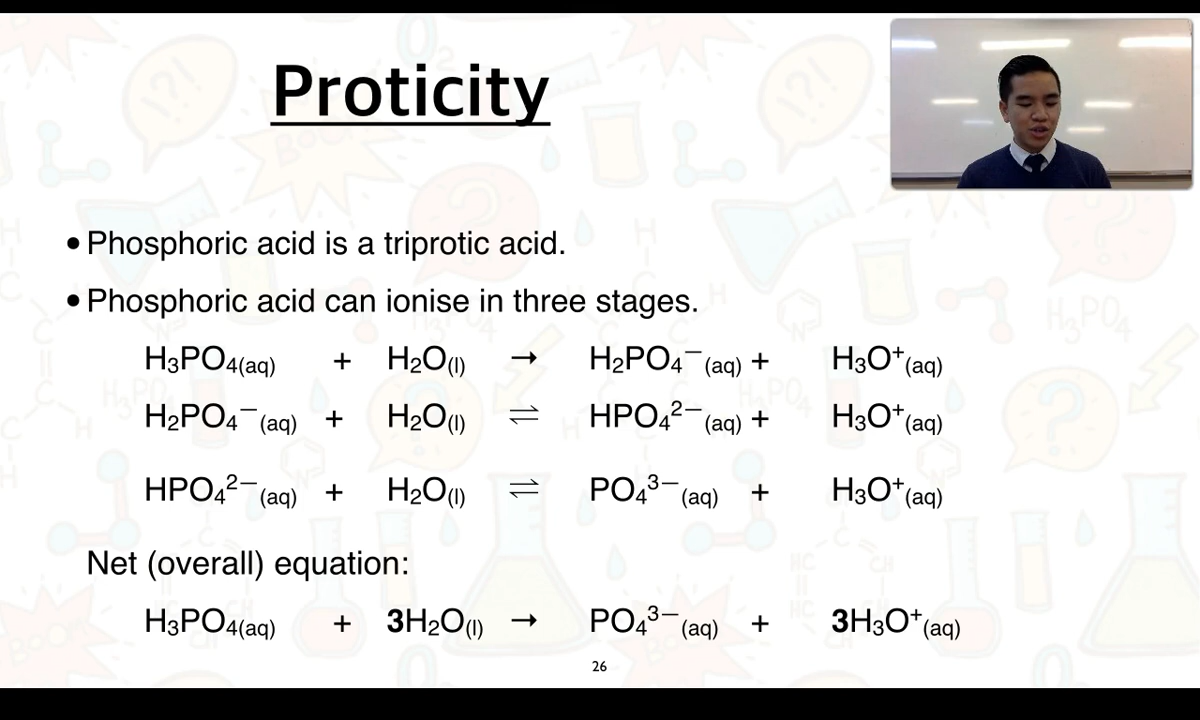 Proticity
• Phosphoric acid is a triprotic acid.
• Phosphoric acid can ionise in three stages.
H₃PO₄(aq) + H₂O(l) → H₂PO₄⁻(aq) + H₃O⁺(aq)
H₂PO₄⁻(aq) + H₂O(l) ⇌ HPO₄²⁻(aq) + H₃O⁺(aq)
HPO₄²⁻(aq) + H₂O(l) ⇌ PO₄³⁻(aq) + H₃O⁺(aq)
Net (overall) equation:
H₃PO₄(aq) + 3H₂O(l) → PO₄³⁻(aq) + 3H₃O⁺(aq)
26